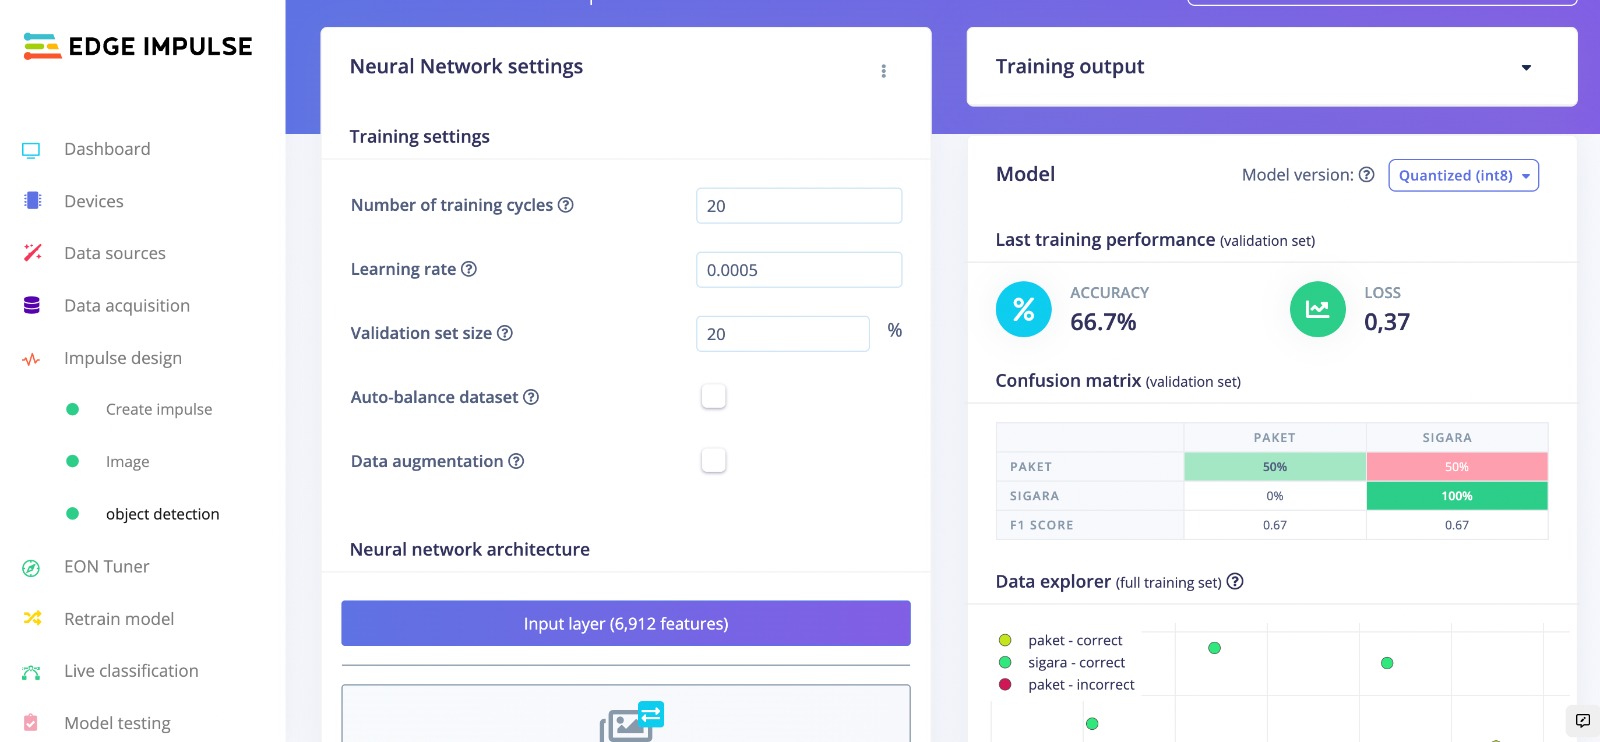 EDGE IMPULSE
Dashboard
Devices
Data sources
Data acquisition
Impulse design
Create impulse
Image
object detection
EON Tuner
Retrain model
Live classification
Model testing
Neural Network settings
Training settings
Number of training cycles ?
20
Learning rate ?
0.0005
Validation set size ?
20 %
Auto-balance dataset ?
Data augmentation ?
Neural network architecture
Input layer (6,912 features)
Training output
Model
Model version: ? Quantized (int8)
Last training performance (validation set)
%
ACCURACY
66.7%
LOSS
0,37
Confusion matrix (validation set)
PAKET SIGARA
PAKET 50% 50%
SIGARA 0% 100%
F1 SCORE 0.67 0.67
Data explorer (full training set) ?
paket - correct
sigara - correct
paket - incorrect